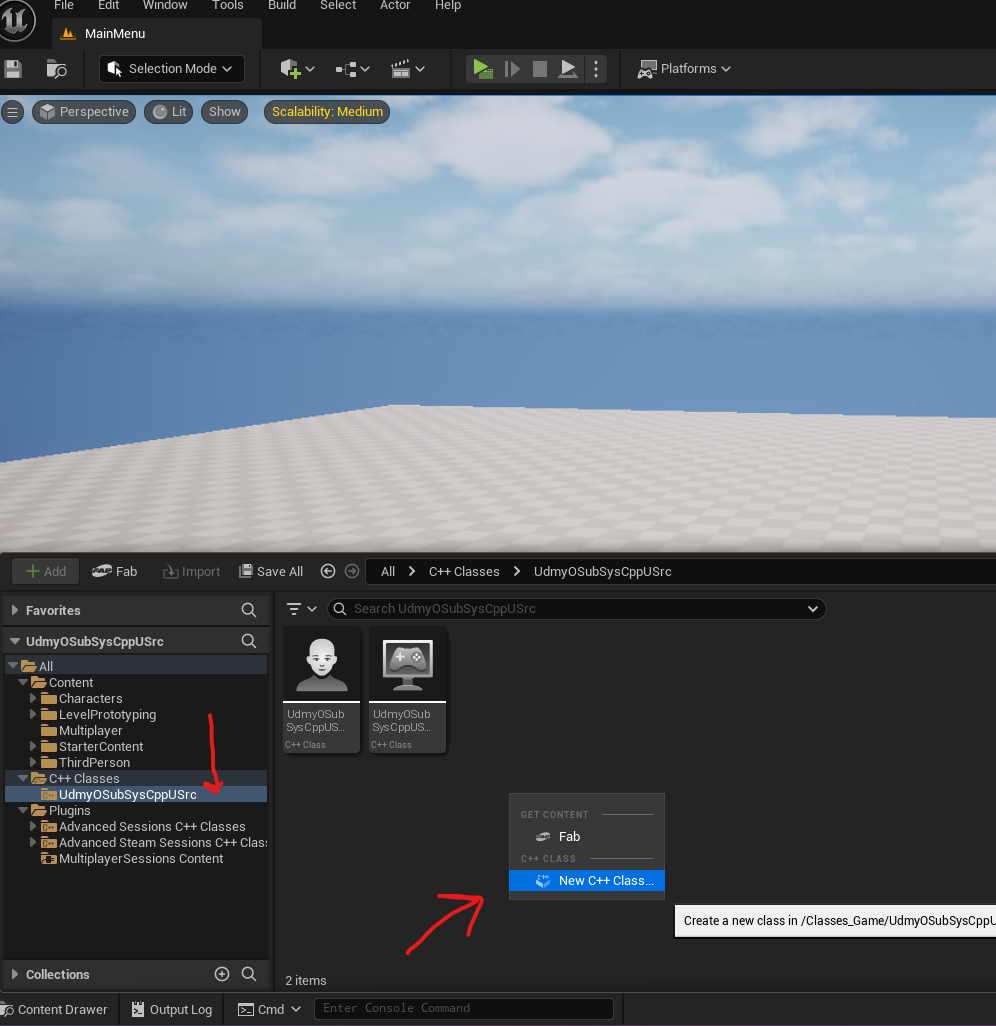 File Edit Window Tools Build Select Actor Help
MainMenu
Selection Mode Platforms
Perspective Lit Show Scalability: Medium
Add Fab Import Save All All C++ Classes UdmyOSubSysCppUSrc
Favorites
Search UdmyOSubSysCppUSrc
UdmyOSubSysCppUSrc
All
Content
Characters
LevelPrototyping
Multiplayer
StarterContent
ThirdPerson
C++ Classes
UdmyOSubSysCppUSrc
Plugins
Advanced Sessions C++ Classes
Advanced Steam Sessions C++ Clas
MultiplayerSessions Content
UdmyOSub
SysCppUS...
C++ Class
UdmyOSub
SysCppUS...
C++ Class
GET CONTENT
Fab
C++ CLASS
New C++ Class...
Create a new class in /Classes_Game/UdmyOSubSysCppU
Collections
2 items
Content Drawer Output Log Cmd Enter Console Command